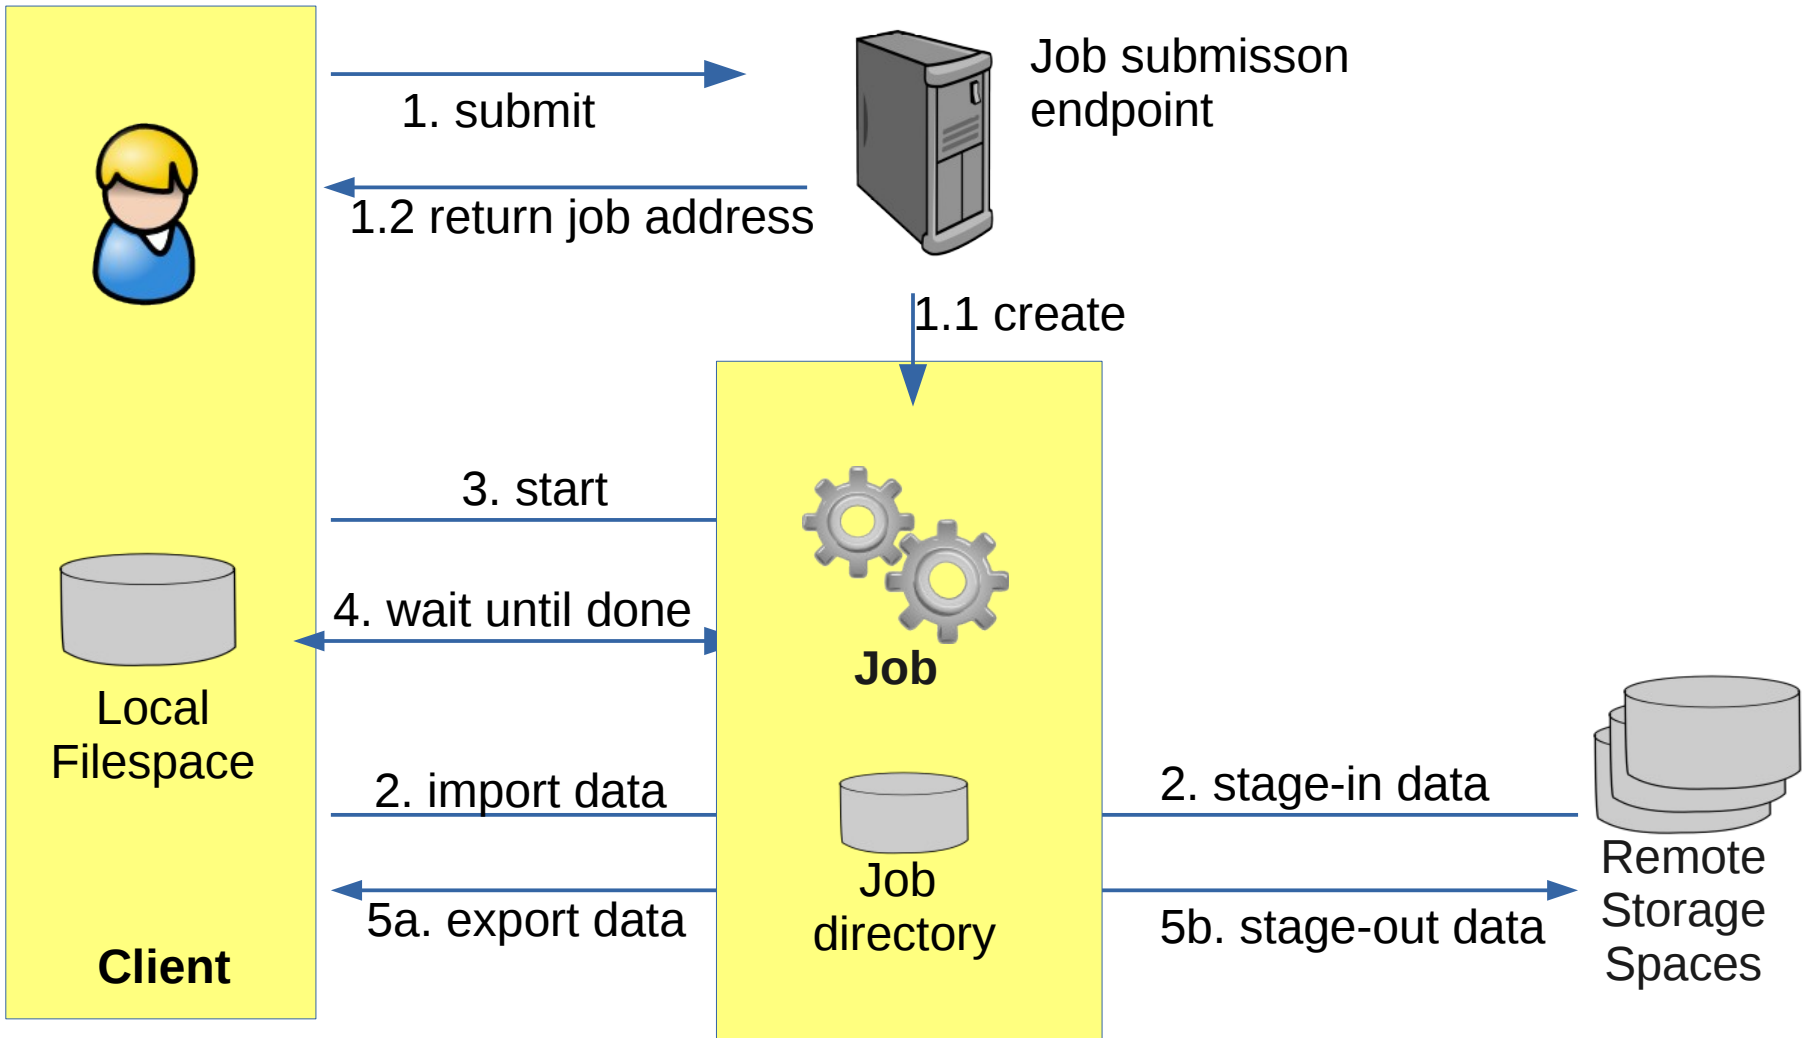 1. submit
Job submisson
endpoint
1.2 return job address
1.1 create
3. start
4. wait until done
Job
Local
Filespace
2. import data
2. stage-in data
Job
directory
5a. export data
5b. stage-out data
Remote
Storage
Spaces
Client